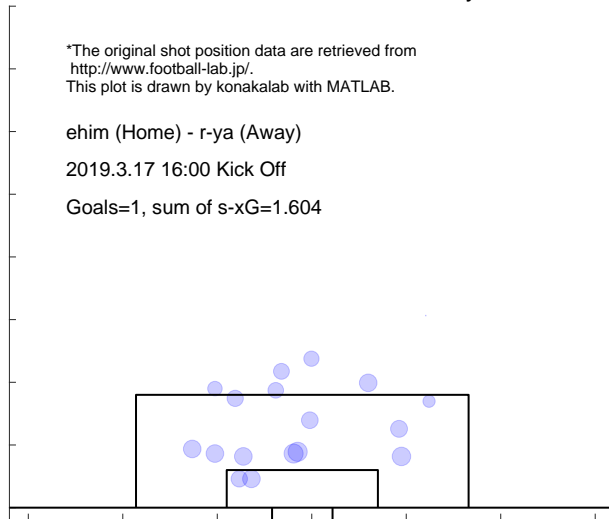 *The original shot position data are retrieved from
http://www.football-lab.jp/.
This plot is drawn by konakalab with MATLAB.
ehim (Home) - r-ya (Away)
2019.3.17 16:00 Kick Off
Goals=1, sum of s-xG=1.604